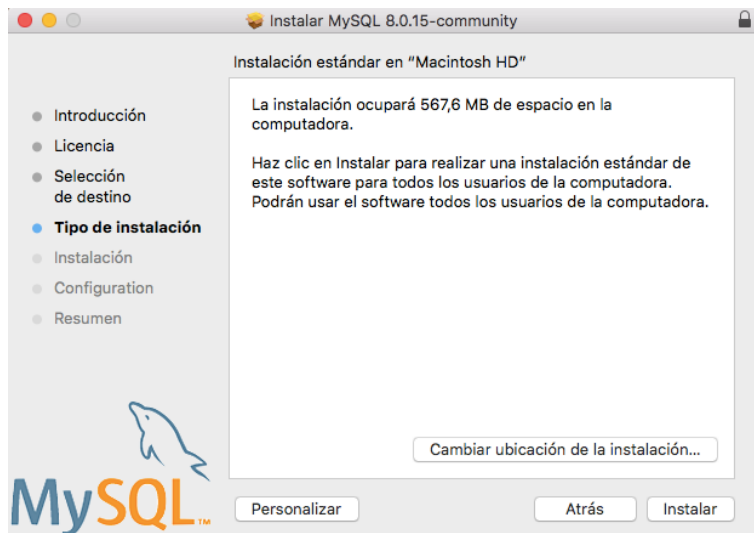 Instalar MySQL 8.0.15-community
Instalación estándar en “Macintosh HD”
Introducción
Licencia
Selección
de destino
Tipo de instalación
Instalación
Configuration
Resumen
La instalación ocupará 567,6 MB de espacio en la
computadora.
Haz clic en Instalar para realizar una instalación estándar de
este software para todos los usuarios de la computadora.
Podrán usar el software todos los usuarios de la computadora.
Cambiar ubicación de la instalación...
MySQL™
Personalizar
Atrás
Instalar